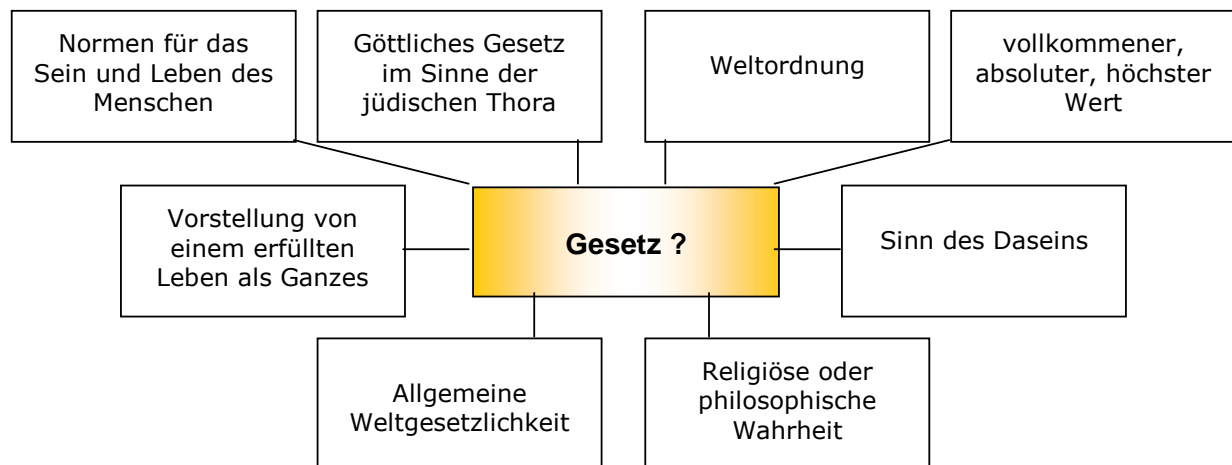 Normen für das
Sein und Leben des
Menschen
Göttliches Gesetz
im Sinne der
jüdischen Thora
Weltordnung
vollkommener,
absoluter, höchster
Wert
Vorstellung von
einem erfüllten
Leben als Ganzes
Gesetz ?
Sinn des Daseins
Allgemeine
Weltgesetzlichkeit
Religiöse oder
philosophische
Wahrheit